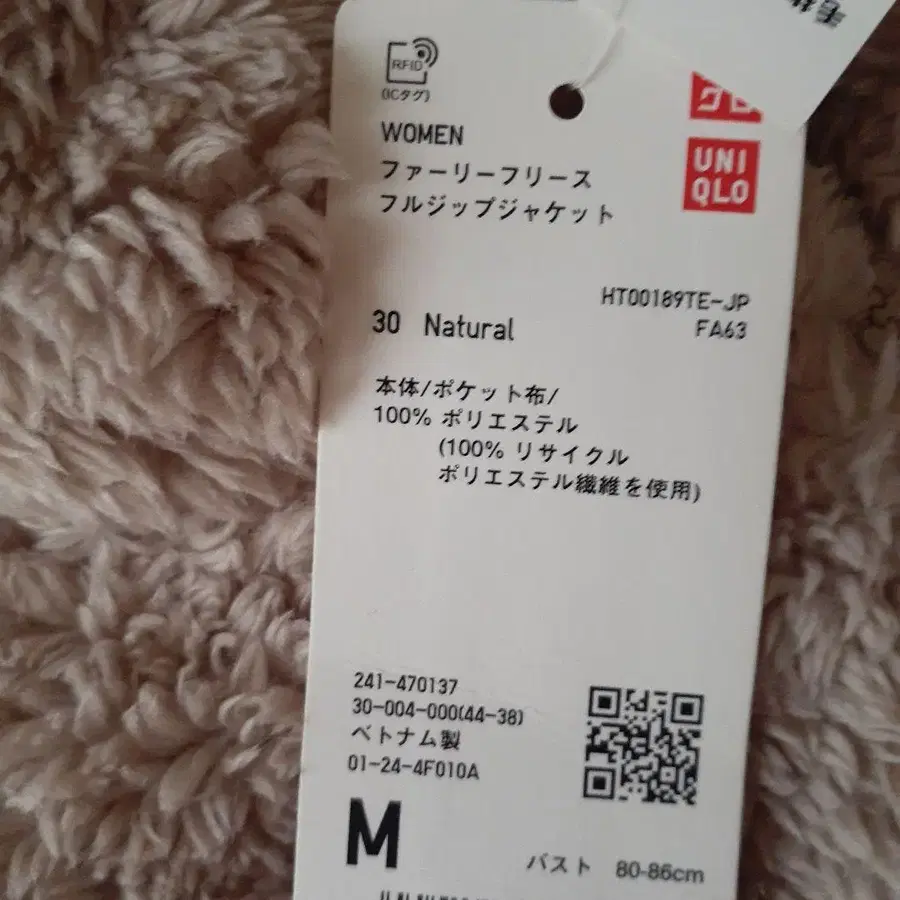 RFID
(ICタグ)
WOMEN
ファーリーフリース
フルジップジャケット
UNI
QLO
HT00189TE-JP
FA63
30 Natural
本体/ポケット布/
100% ポリエステル
(100% リサイクル
ポリエステル繊維を使用)
241-470137
30-004-000(44-38)
ベトナム製
01-24-4F010A
M
バスト 80-86cm